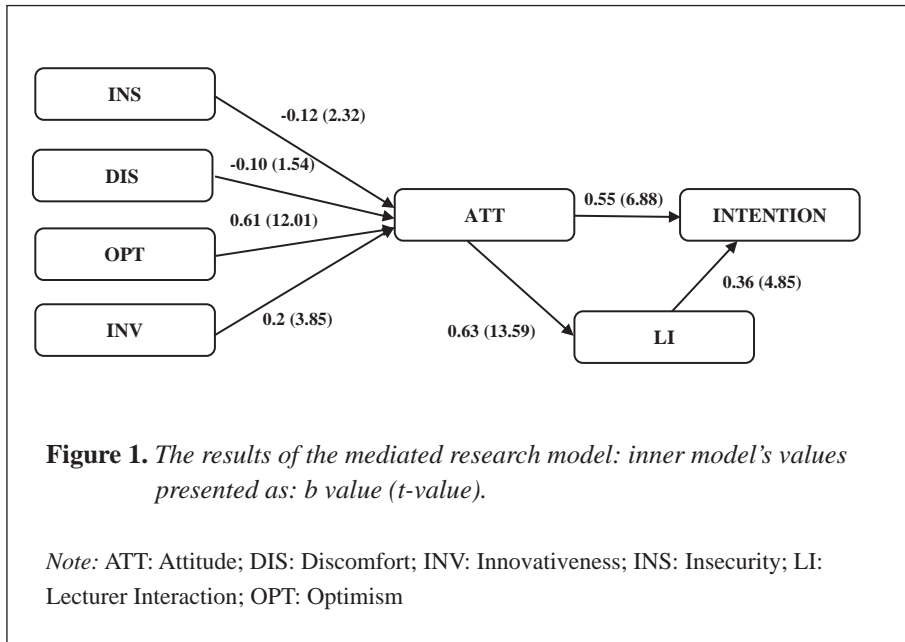 INS
-0.12 (2.32)
DIS
-0.10 (1.54)
ATT
0.55 (6.88)
INTENTION
0.61 (12.01)
OPT
0.36 (4.85)
INV
0.2 (3.85)
0.63 (13.59)
LI
Figure 1. The results of the mediated research model: inner model’s values
presented as: b value (t-value).
Note: ATT: Attitude; DIS: Discomfort; INV: Innovativeness; INS: Insecurity; LI:
Lecturer Interaction; OPT: Optimism